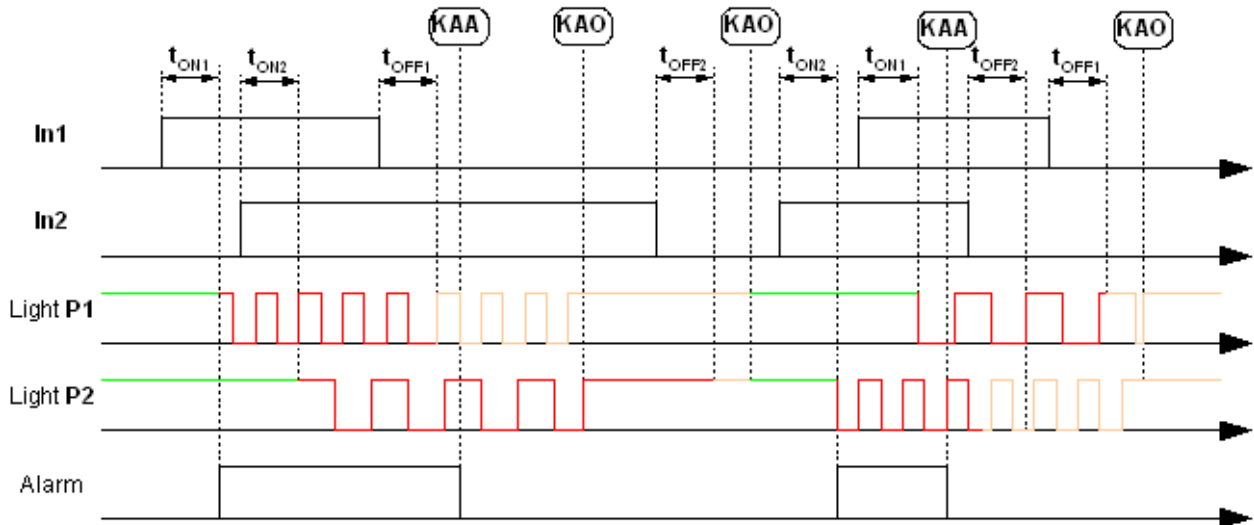 KAA KAO KAO KAA KAO
tON1 tON2 tOFF1 tOFF2 tON2 tON1 tOFF2 tOFF1
In1
In2
Light P1
Light P2
Alarm